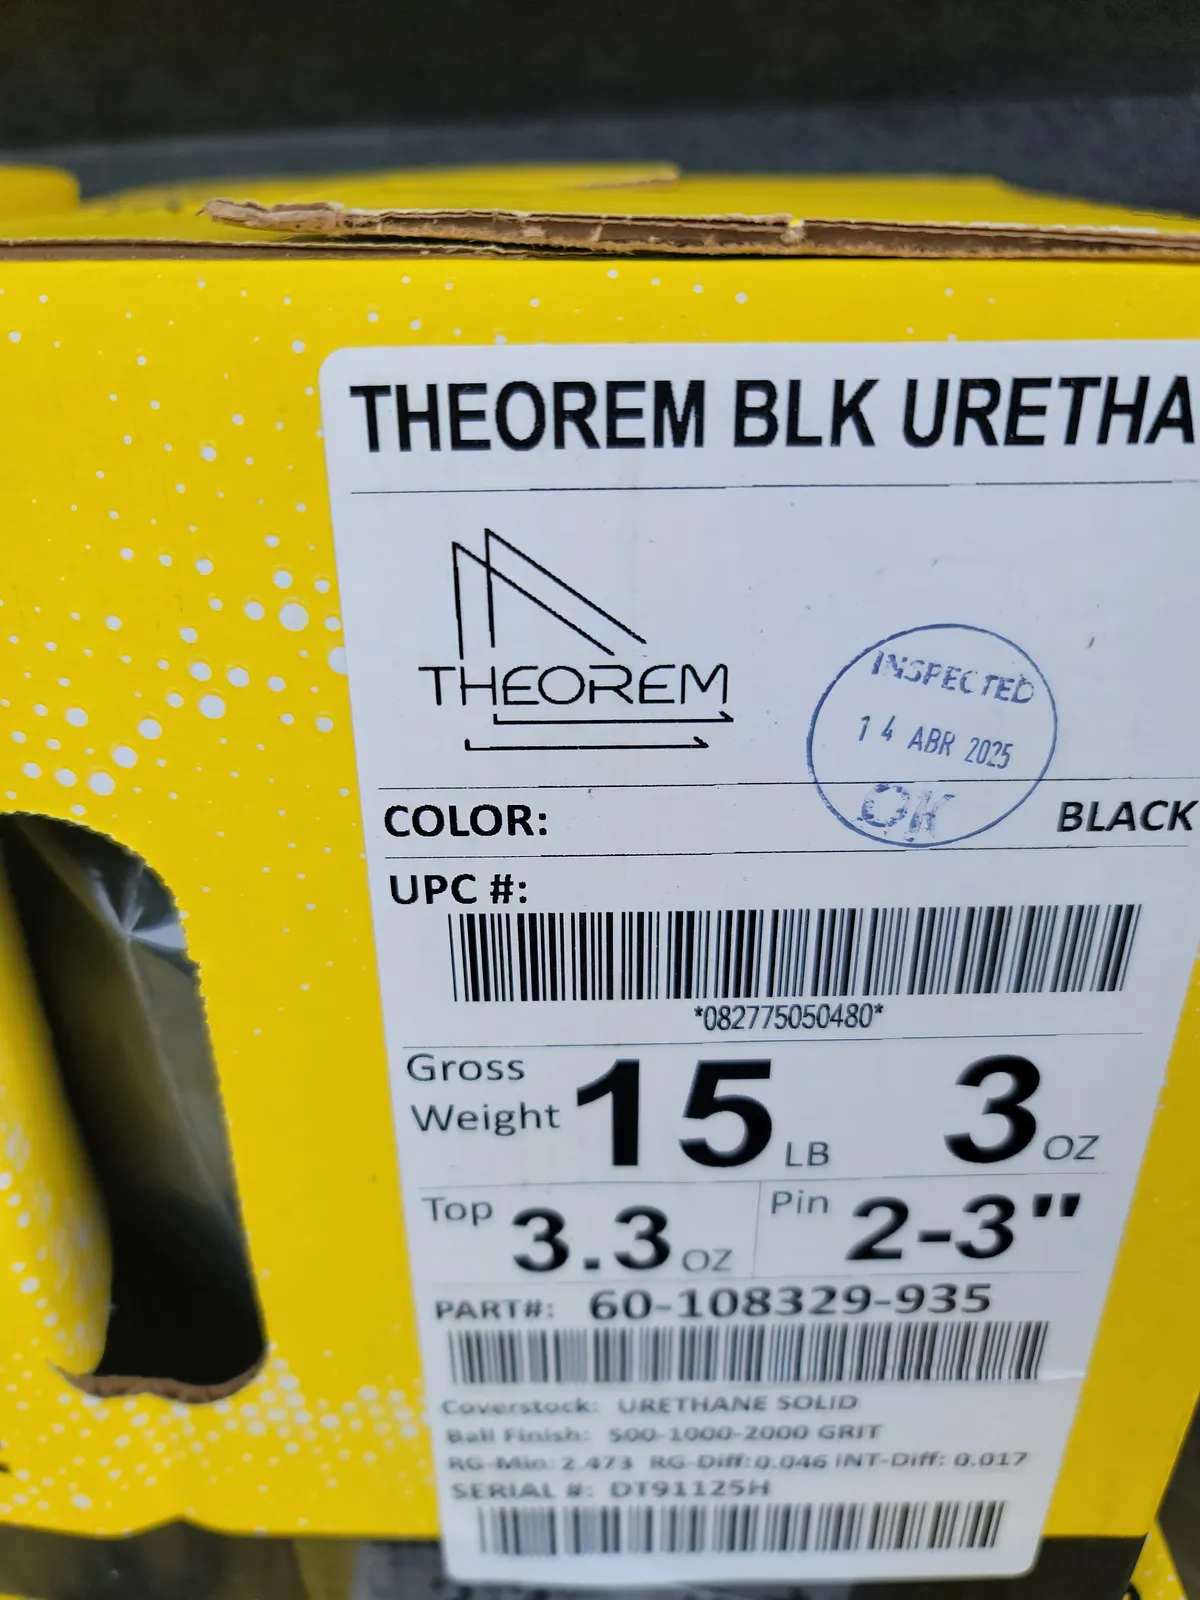 THEOREM BLK URETHA
THEOREM
INSPECTED
14 ABR 2025
OK
COLOR: BLACK
UPC #:
*082775050480*
Gross Weight 15 LB 3 OZ
Top 3.3 OZ Pin 2-3"
PART#: 60-108329-935
Coverstock: URETHANE SOLID
Ball Finish: 500-1000-2000 GRIT
RG-Min: 2.473 RG-Diff: 0.046 INT-Diff: 0.017
SERIAL #: DT91125H